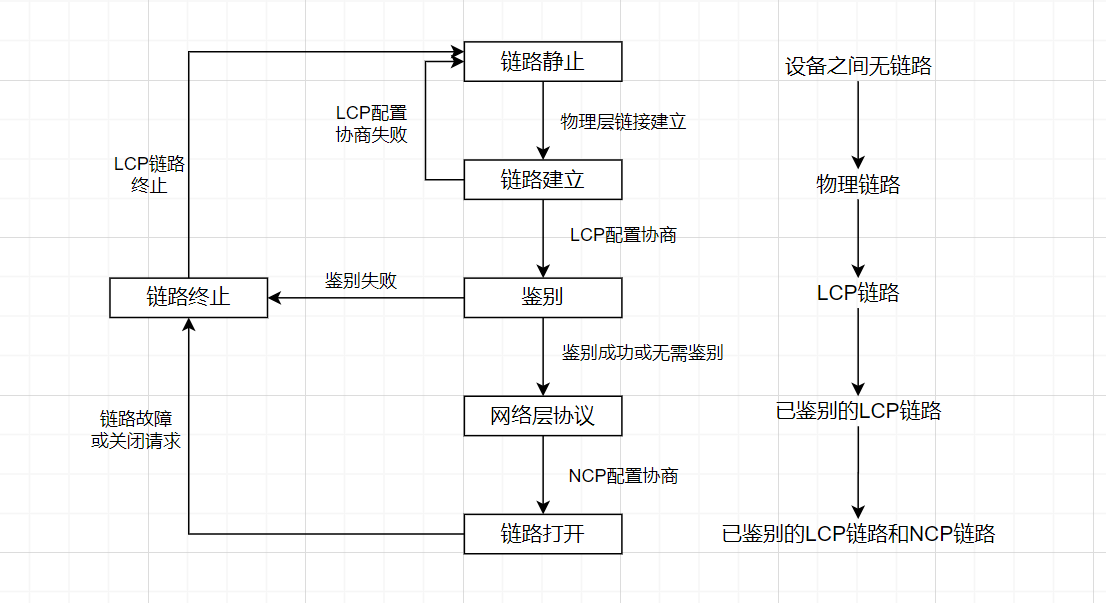 链路静止
设备之间无链路
LCP配置
协商失败
物理层链接建立
LCP链路
终止
链路建立
物理链路
LCP配置协商
鉴别失败
链路终止
鉴别
LCP链路
鉴别成功或无需鉴别
链路故障
或关闭请求
网络层协议
已鉴别的LCP链路
NCP配置协商
链路打开
已鉴别的LCP链路和NCP链路